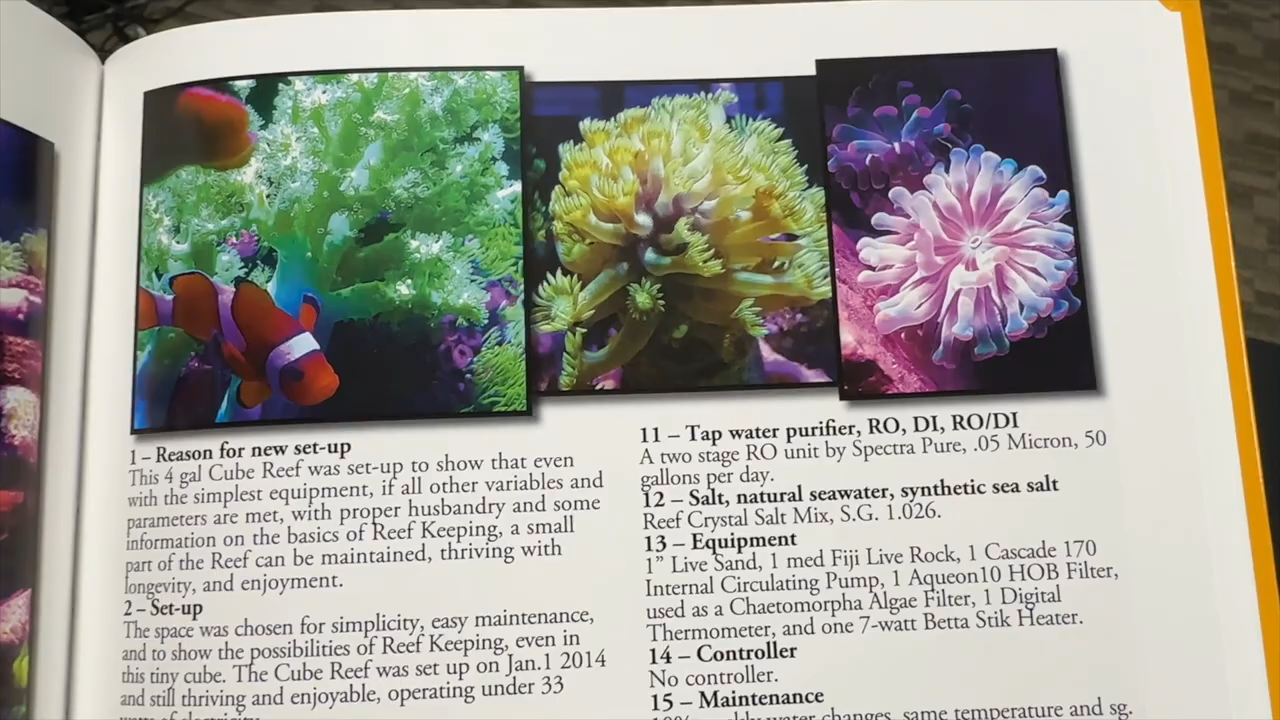 1 – Reason for new set-up
This 4 gal Cube Reef was set-up to show that even
with the simplest equipment, if all other variables and
parameters are met, with proper husbandry and some
information on the basics of Reef Keeping, a small
part of the Reef can be maintained, thriving with
longevity, and enjoyment.
2 – Set-up
The space was chosen for simplicity, easy maintenance,
and to show the possibilities of Reef Keeping, even in
this tiny cube. The Cube Reef was set up on Jan.1 2014
and still thriving and enjoyable, operating under 33
11 – Tap water purifier, RO, DI, RO/DI
A two stage RO unit by Spectra Pure, .05 Micron, 50
gallons per day.
12 – Salt, natural seawater, synthetic sea salt
Reef Crystal Salt Mix, S.G. 1.026.
13 – Equipment
1” Live Sand, 1 med Fiji Live Rock, 1 Cascade 170
Internal Circulating Pump, 1 Aqueon10 HOB Filter,
used as a Chaetomorpha Algae Filter, 1 Digital
Thermometer, and one 7-watt Betta Stik Heater.
14 – Controller
No controller.
15 – Maintenance
water changes, same temperature and sg.